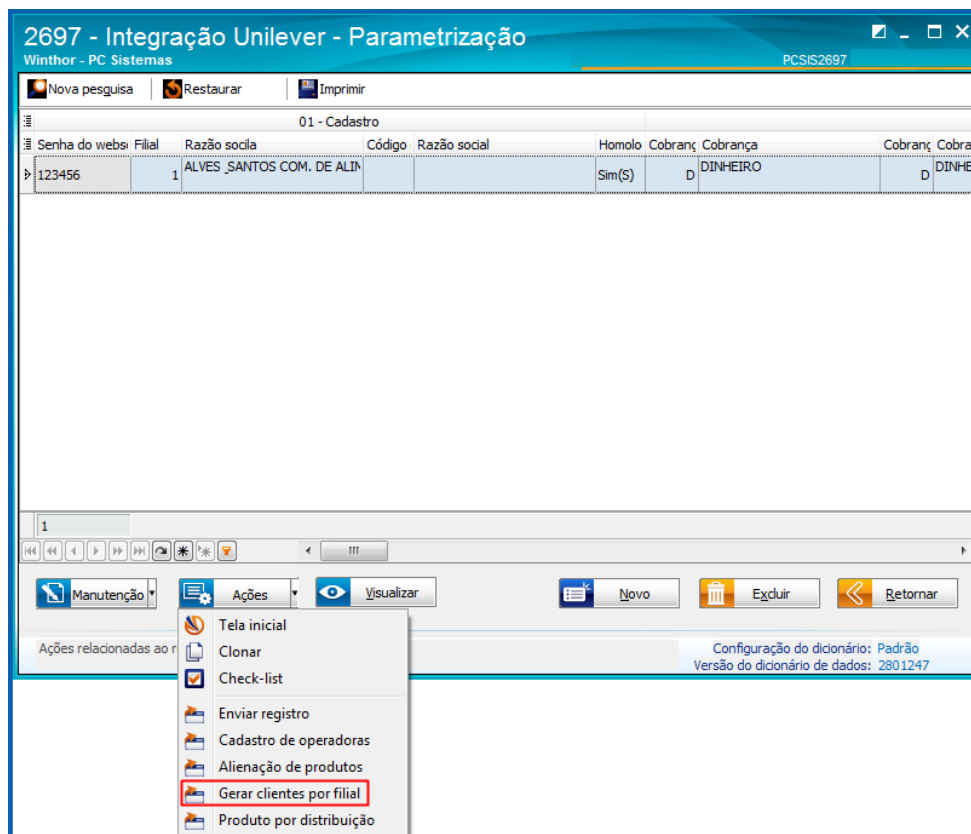 2697 - Integração Unilever - Parametrização
Winthor - PC Sistemas
PCSIS2697
Nova pesquisa Restaurar Imprimir
01 - Cadastro
Senha do webs Filial Razão socila Código Razão social Homolo Cobranç Cobrança Cobranç Cobra
123456 1 ALVES_SANTOS COM. DE ALIN Sim(S) D DINHEIRO D DINHE
1
Manutenção Ações Visualizar Novo Excluir Retornar
Ações relacionadas ao r
Configuração do dicionário: Padrão
Versão do dicionário de dados: 2801247
Tela inicial
Clonar
Check-list
Enviar registro
Cadastro de operadoras
Alienação de produtos
Gerar clientes por filial
Produto por distribuição